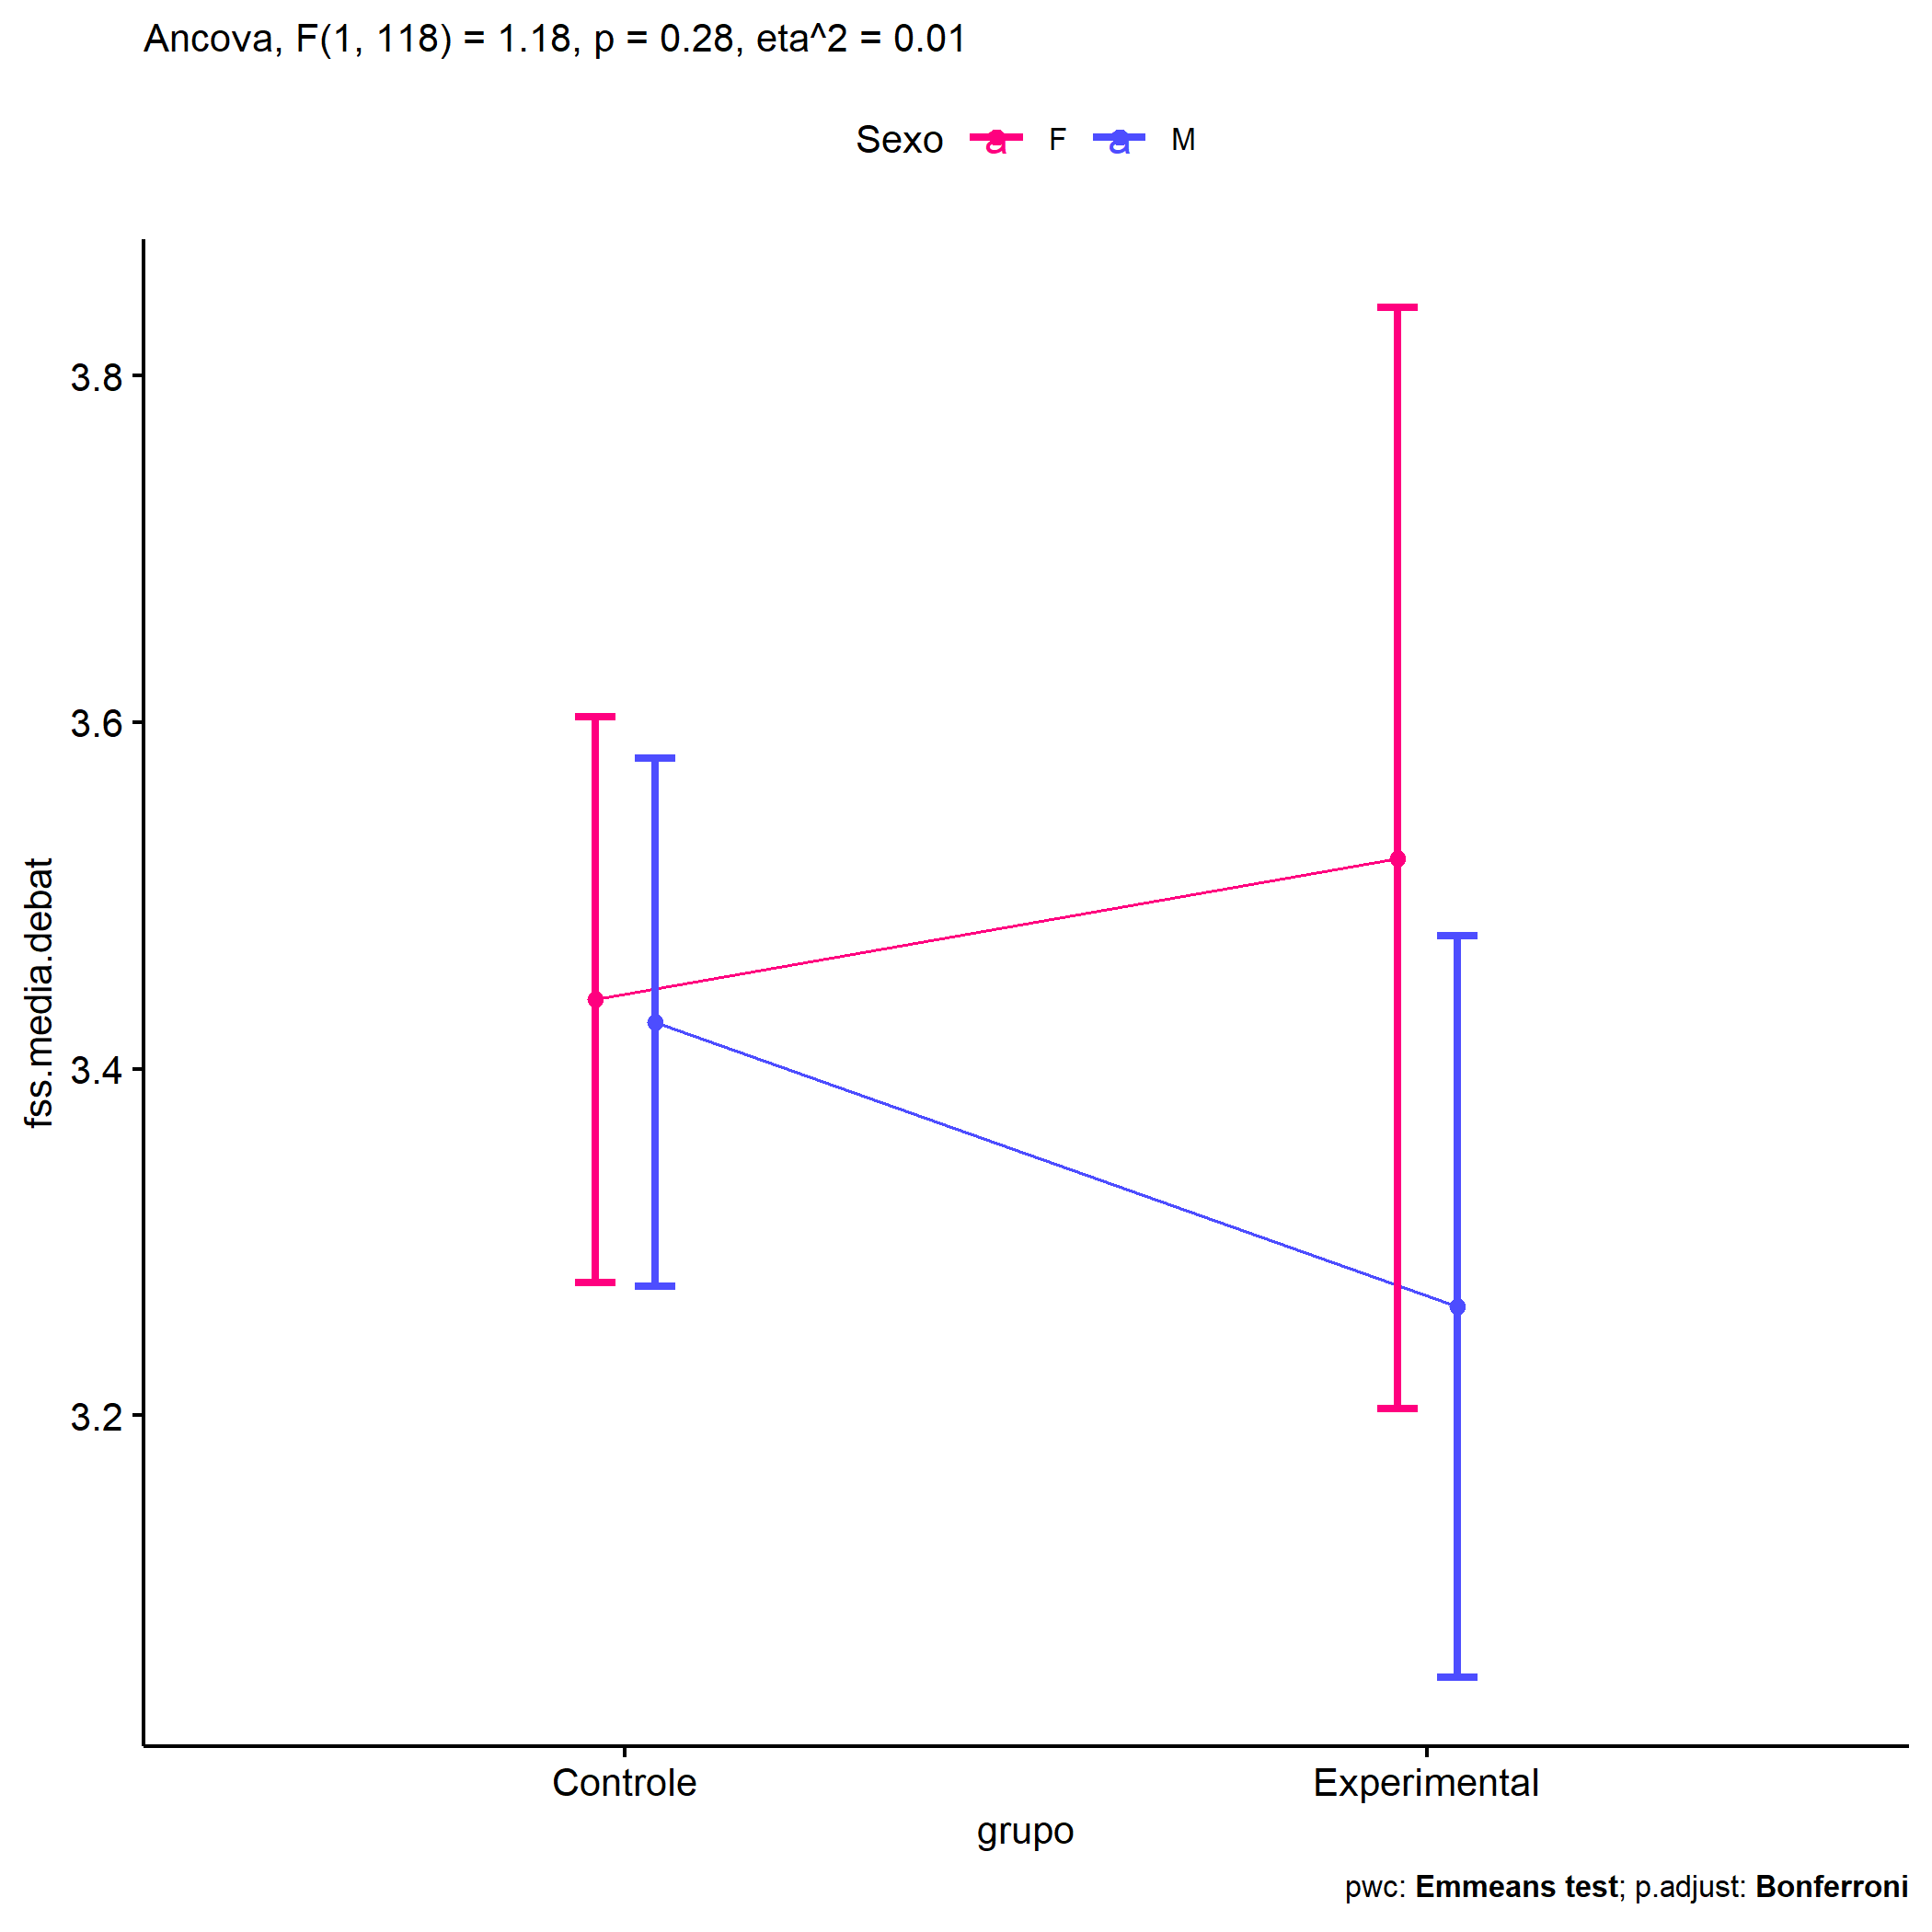 Ancova, F(1, 118) = 1.18, p = 0.28, eta^2 = 0.01
Sexo a F a M
3.8
3.6
3.4
3.2
fss.media.debat
Controle Experimental
grupo
pwc: Emmeans test; p.adjust: Bonferroni